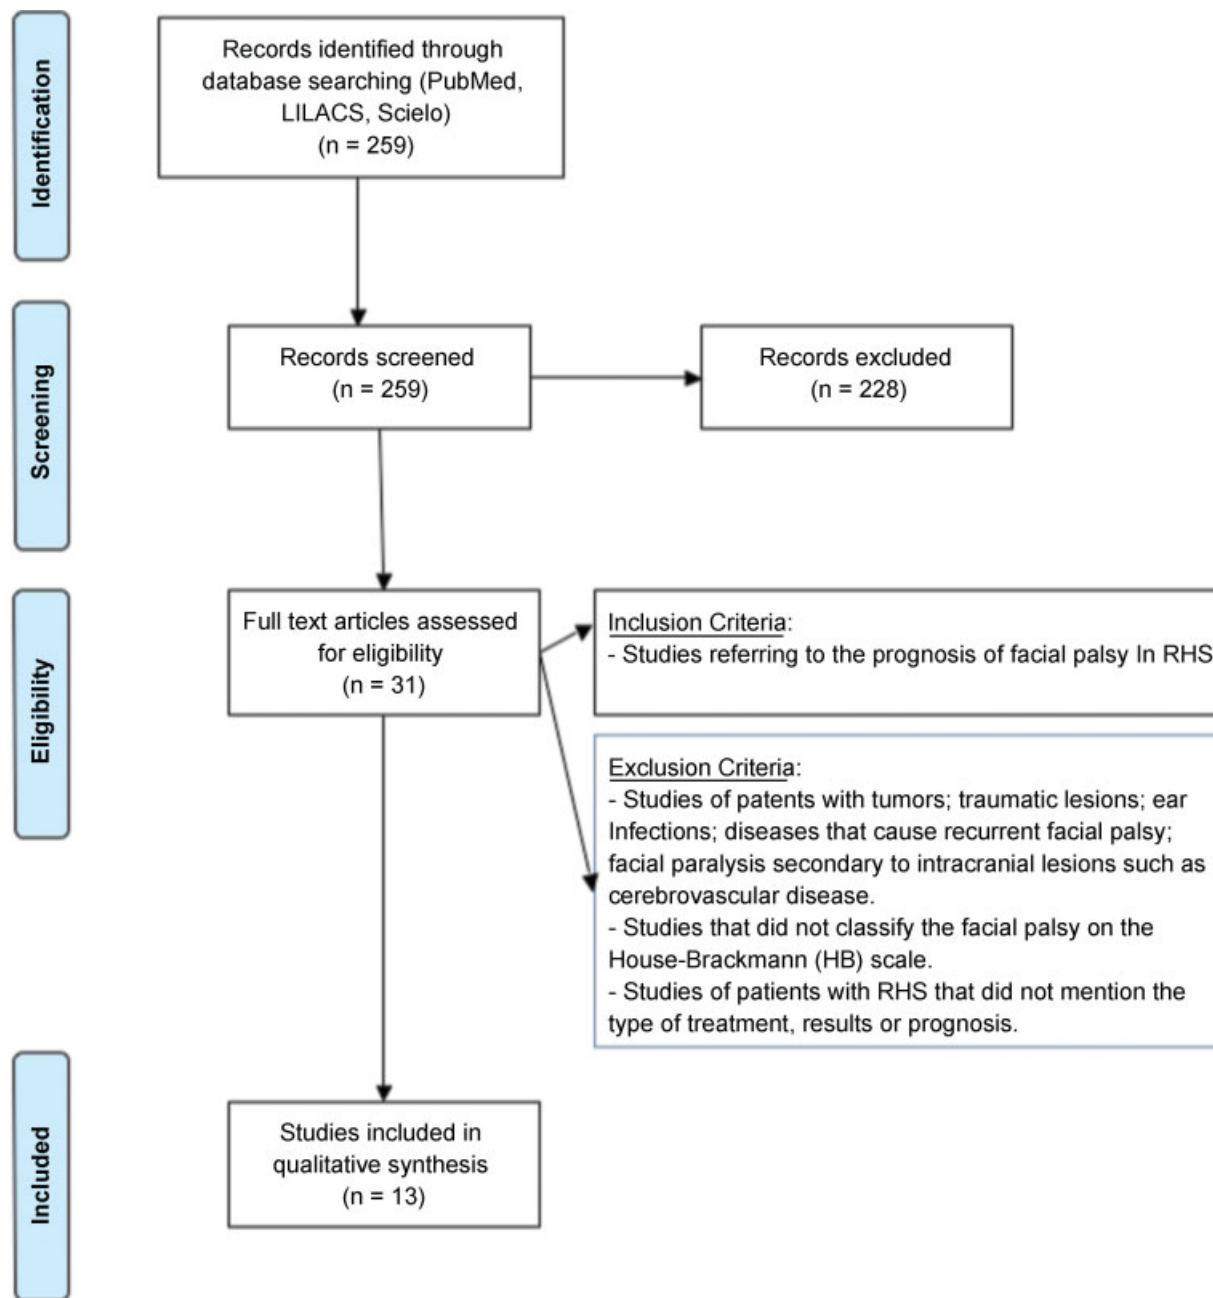 Identification
Records identified through
database searching (PubMed,
LILACS, Scielo)
(n = 259)
Screening
Records screened
(n = 259)
Records excluded
(n = 228)
Eligibility
Full text articles assessed
for eligibility
(n = 31)
Inclusion Criteria:
- Studies referring to the prognosis of facial palsy In RHS
Exclusion Criteria:
- Studies of patents with tumors; traumatic lesions; ear
Infections; diseases that cause recurrent facial palsy;
facial paralysis secondary to intracranial lesions such as
cerebrovascular disease.
- Studies that did not classify the facial palsy on the
House-Brackmann (HB) scale.
- Studies of patients with RHS that did not mention the
type of treatment, results or prognosis.
Included
Studies included in
qualitative synthesis
(n = 13)